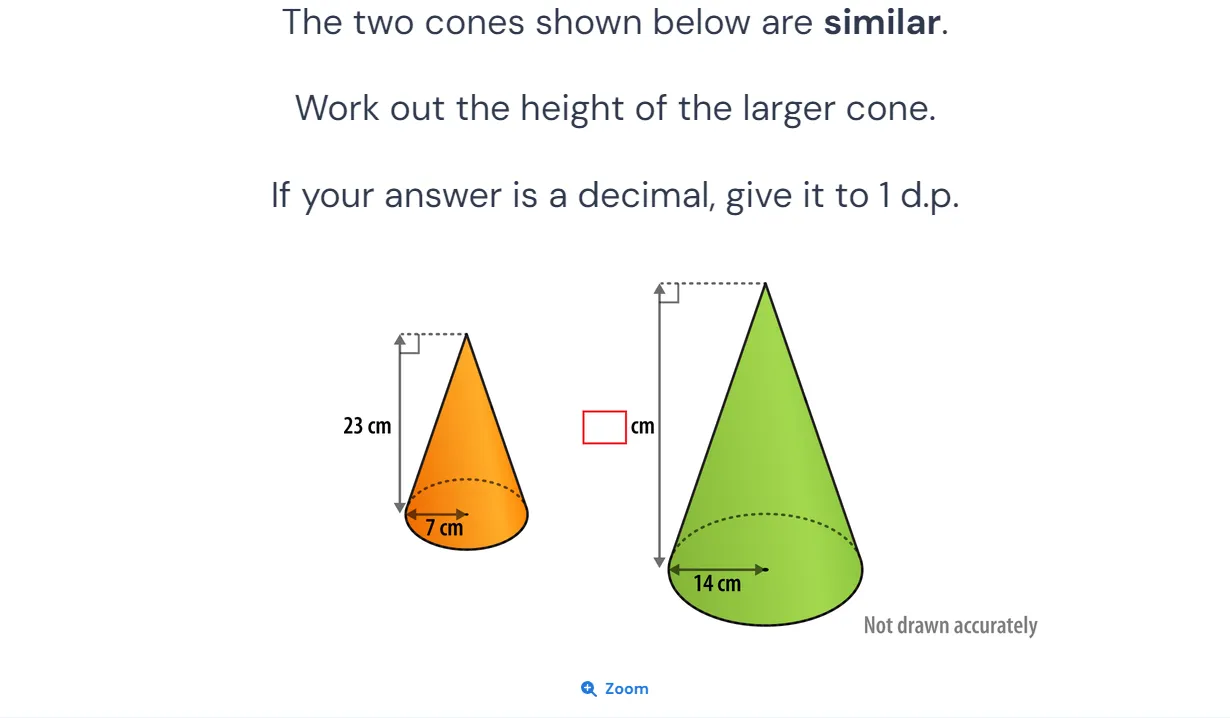 The two cones shown below are similar.
Work out the height of the larger cone.
If your answer is a decimal, give it to 1 d.p.
23 cm
cm
7 cm
14 cm
Not drawn accurately
Zoom